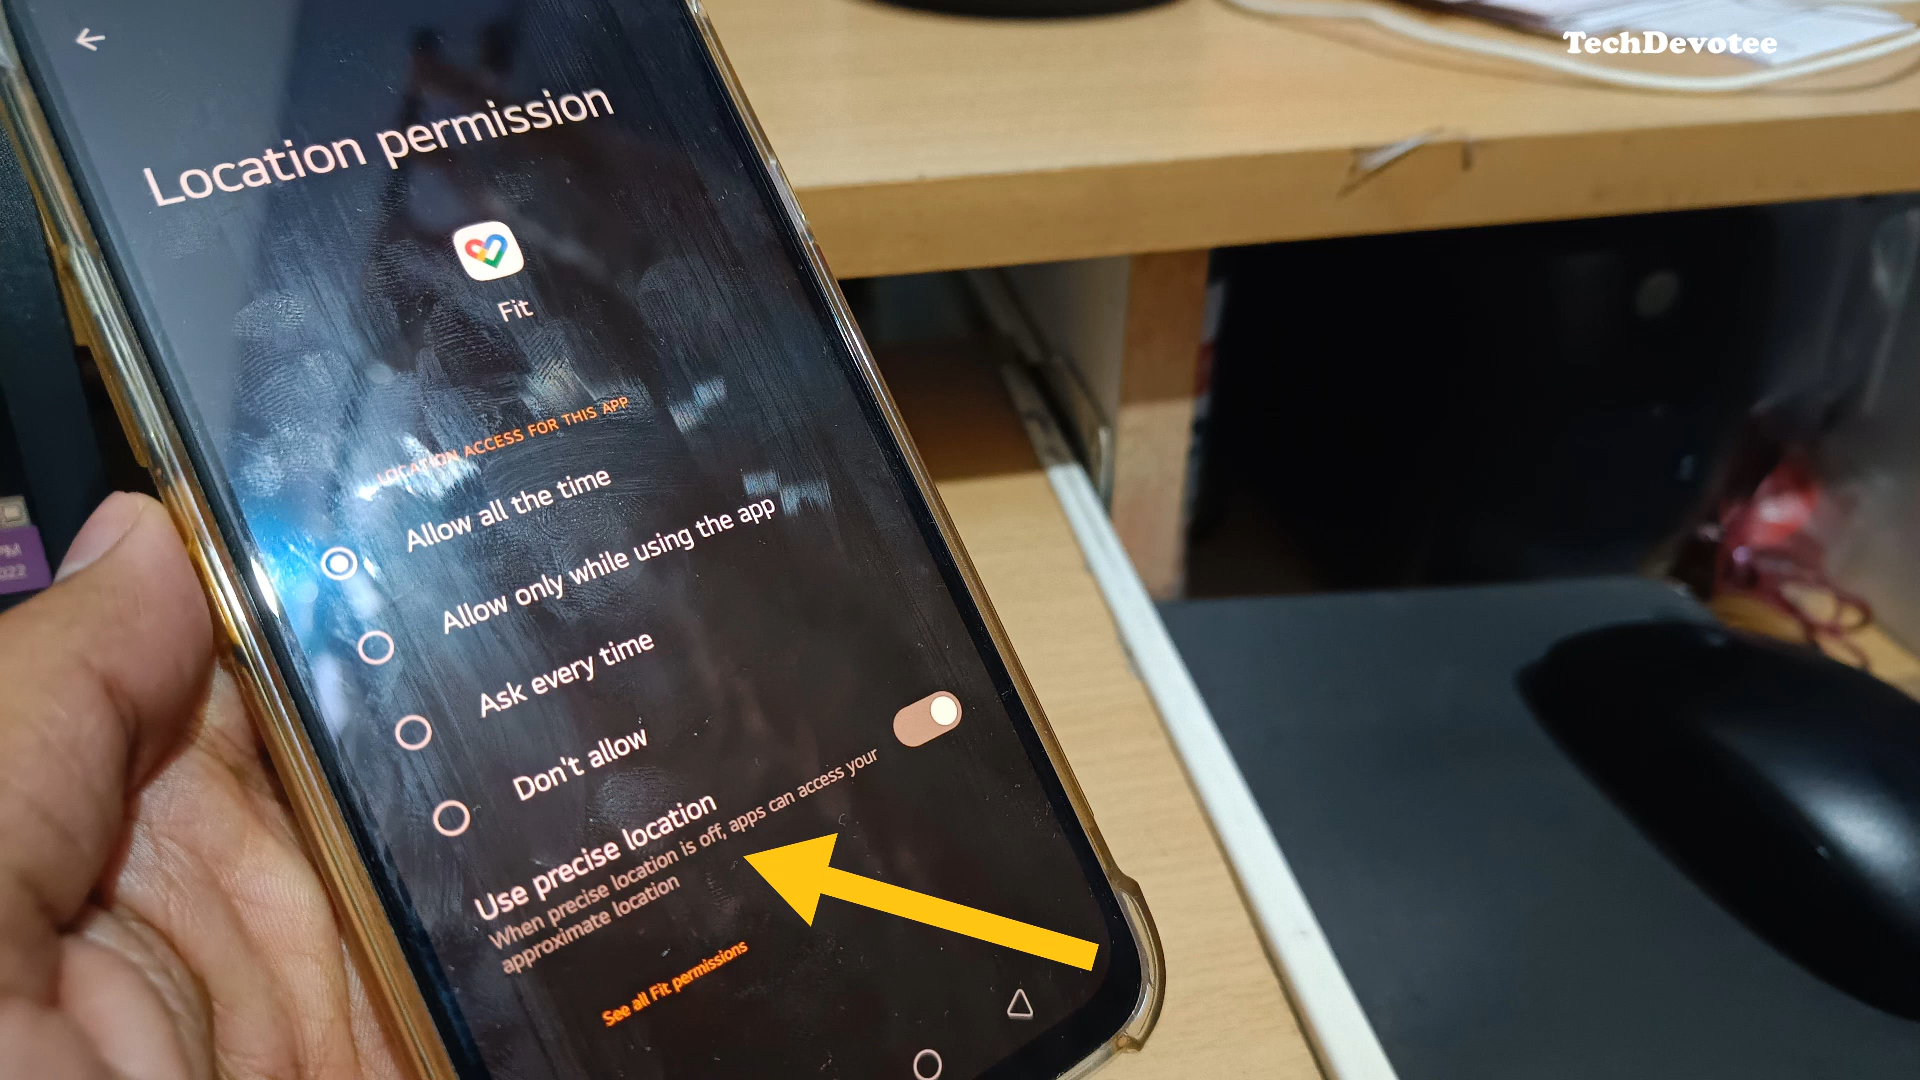 TechDevotee
Location permission
Fit
LOCATION ACCESS FOR THIS APP
Allow all the time
Allow only while using the app
Ask every time
Don't allow
Use precise location
When precise location is off, apps can access your
approximate location
See all Fit permissions
PM
022